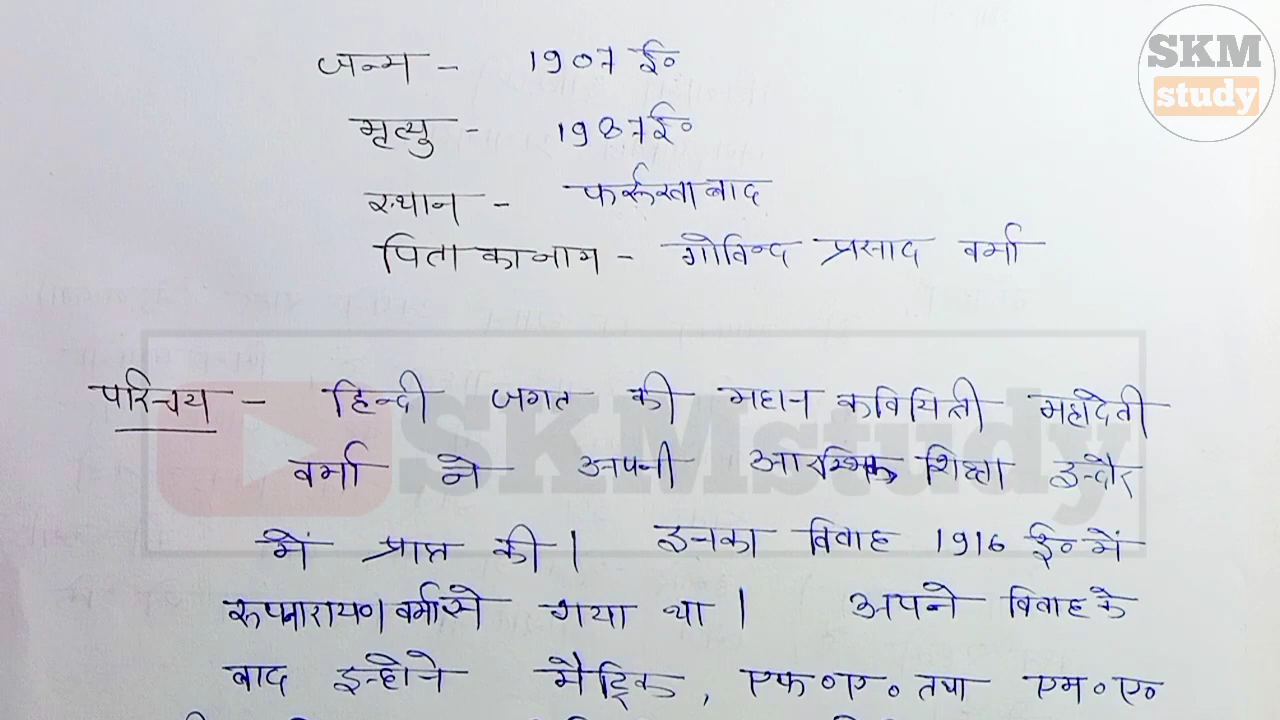 SKM
study
जन्म - 1907 ई०
मृत्यु - 1987 ई०
स्थान - फर्रूखाबाद
पिता का नाम - गोविन्द प्रसाद वर्मा
परिचय - हिन्दी जगत की महान कवियित्री महादेवी
वर्मा ने अपनी आरम्भिक शिक्षा इन्दौर
में प्राप्त की। इनका विवाह 1916 ई० में
रूपनारायण वर्मा से गया था। अपने विवाह के
बाद इन्होने मैट्रिक, एफ०ए० तथा एम०ए०
SKMstudy